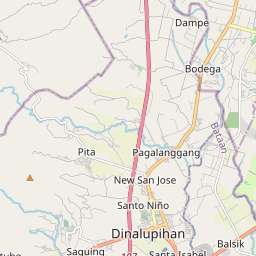 Dampe
Bodega
Bataan
Pita
Pagalanggang
New San Jose
Santo Niño
Dinalupihan
Saguing
Santa Isabel
Balsik